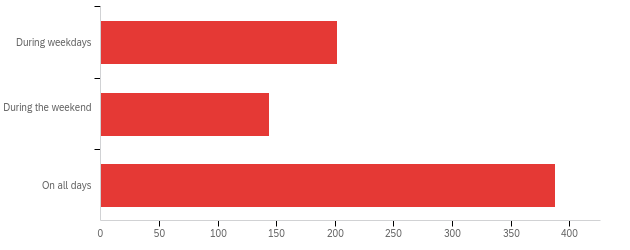 During weekdays
During the weekend
On all days
0 50 100 150 200 250 300 350 400